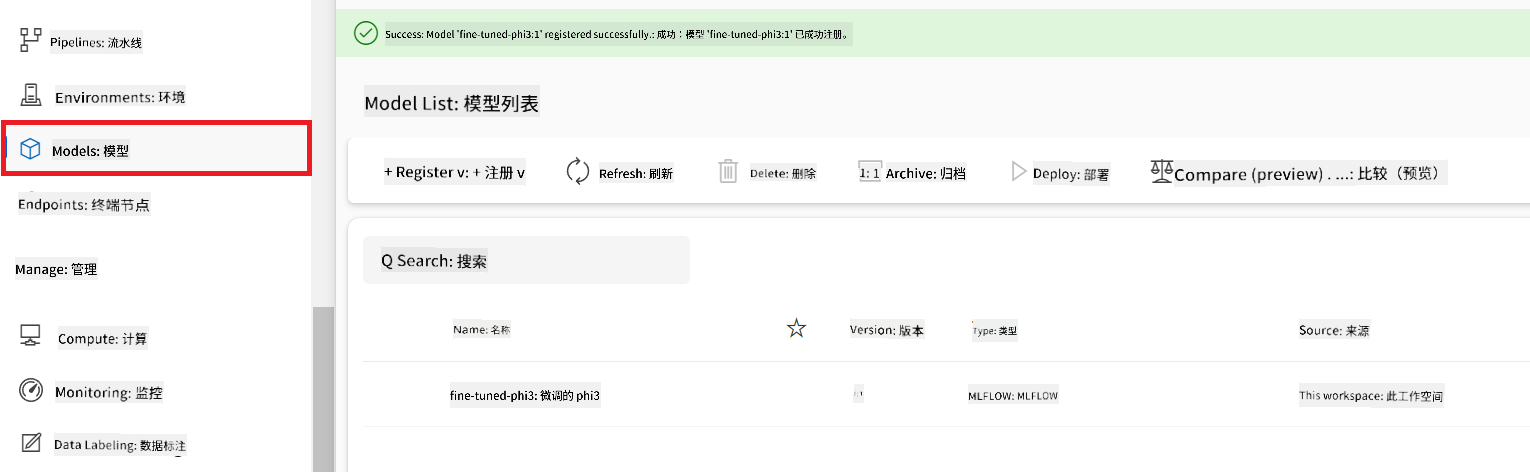 Success: Model 'fine-tuned-phi3:1' registered successfully.: 成功：模型 'fine-tuned-phi3:1' 已成功注册。
Pipelines: 流水线
Environments: 环境
Models: 模型
Endpoints: 终端节点
Manage: 管理
Compute: 计算
Monitoring: 监控
Data Labeling: 数据标注
Model List: 模型列表
+ Register v: + 注册 v
Refresh: 刷新
Delete: 删除
1: 1 Archive: 归档
Deploy: 部署
Compare (preview) . ...: 比较（预览）
Q Search: 搜索
Name: 名称
Version: 版本
Type: 类型
Source: 来源
fine-tuned-phi3: 微调的 phi3
MLFLOW: MLFLOW
This workspace: 此工作空间